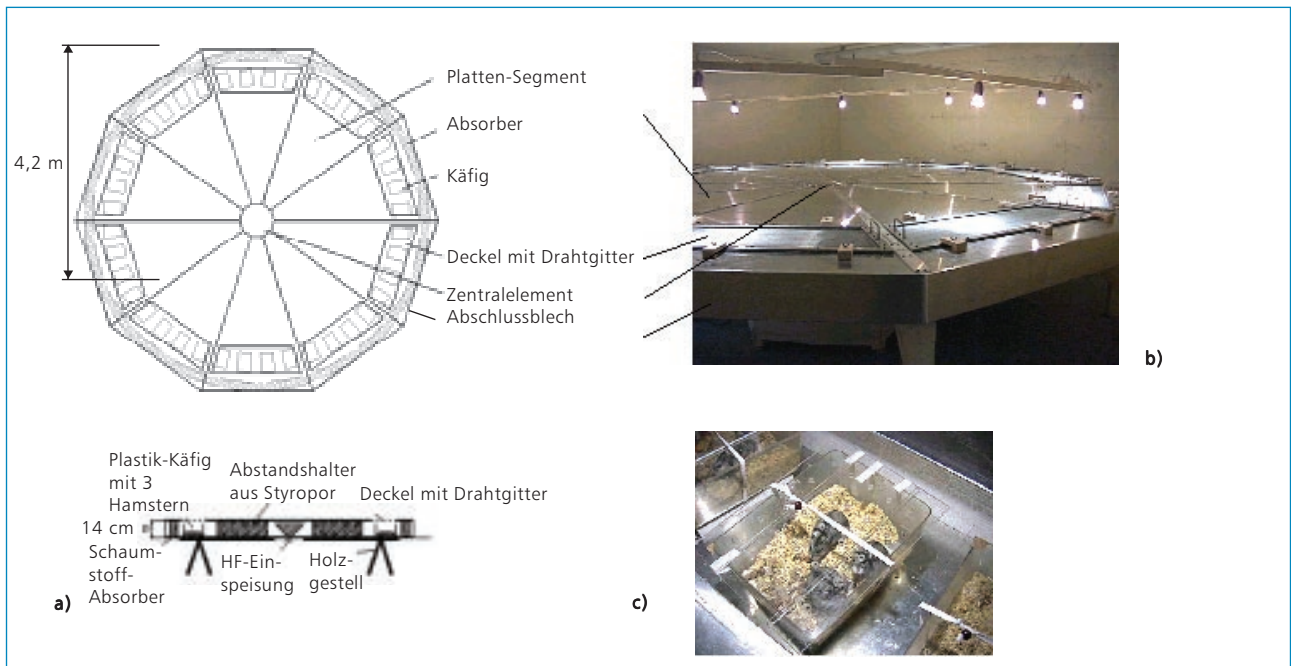 Platten-Segment
Absorber
4,2 m
Käfig
Deckel mit Drahtgitter
Zentralelement
Abschlussblech
b)
Plastik-Käfig
mit 3
Hamstern
Abstandshalter
aus Styropor
Deckel mit Drahtgitter
14 cm
Schaum-
stoff-
Absorber
HF-Ein-
speisung
Holz-
gestell
a)
c)